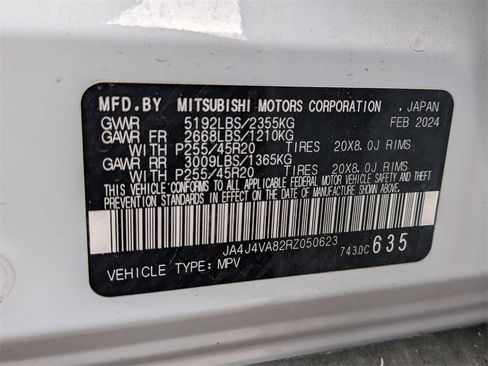 MFD.BY MITSUBISHI MOTORS CORPORATION . JAPAN
GVWR 5192LBS/2355KG FEB 2024
GAWR FR 2668LBS/1210KG
WITH P255/45R20 TIRES 20X8.0J RIMS
GAWR RR 3009LBS/1365KG
WITH P255/45R20 TIRES 20X8.0J RIMS
THIS VEHICLE CONFORMS TO ALL APPLICABLE FEDERAL MOTOR VEHICLE SAFETY AND THEFT
PREVENTION STANDARDS IN EFFECT ON THE DATE OF MANUFACTURE SHOWN ABOVE.
JA4J4VA82RZ050623
VEHICLE TYPE: MPV 7430C 635